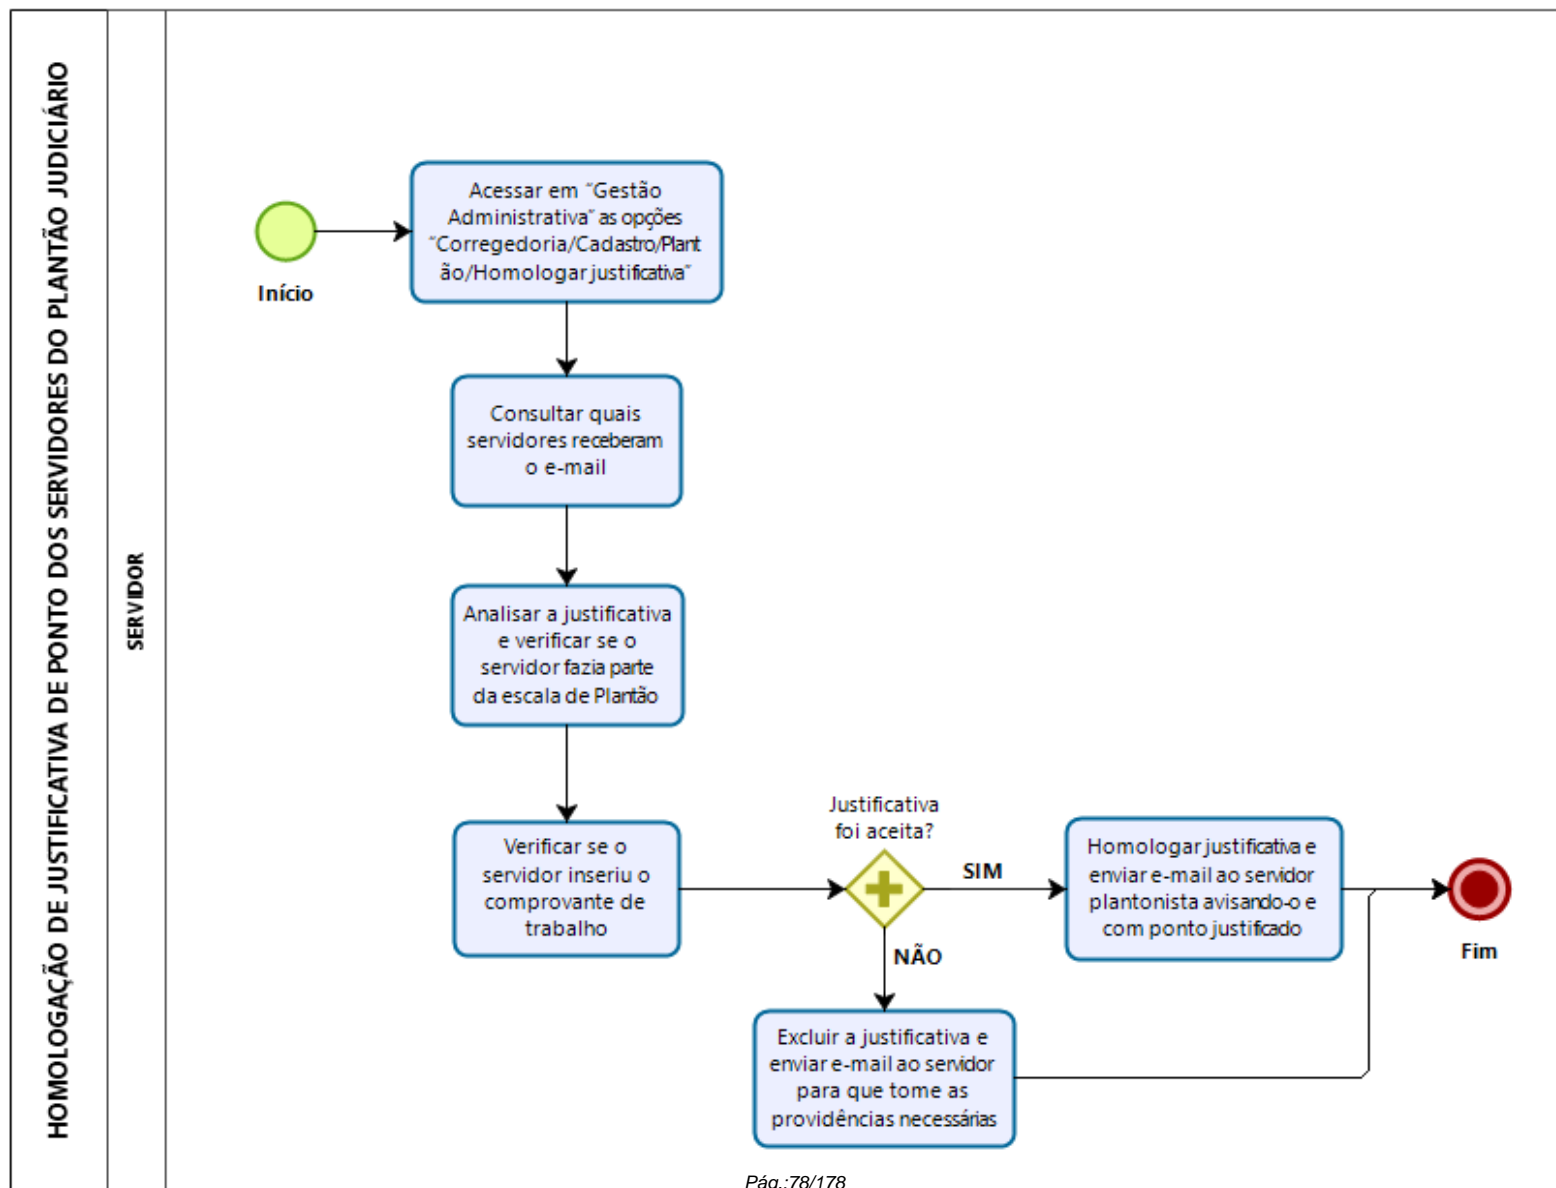 HOMOLOGAÇÃO DE JUSTIFICATIVA DE PONTO DOS SERVIDORES DO PLANTÃO JUDICIÁRIO
SERVIDOR
Início
Acessar em "Gestão
Administrativa" as opções
"Corregedoria/Cadastro/Plant
ão/Homologar justificativa"
Consultar quais
servidores receberam
o e-mail
Analisar a justificativa
e verificar se o
servidor fazia parte
da escala de Plantão
Verificar se o
servidor inseriu o
comprovante de
trabalho
Justificativa
foi aceita?
SIM
NÃO
Homologar justificativa e
enviar e-mail ao servidor
plantonista avisando-o e
com ponto justificado
Fim
Excluir a justificativa e
enviar e-mail ao servidor
para que tome as
providências necessárias
Pág.:78/178